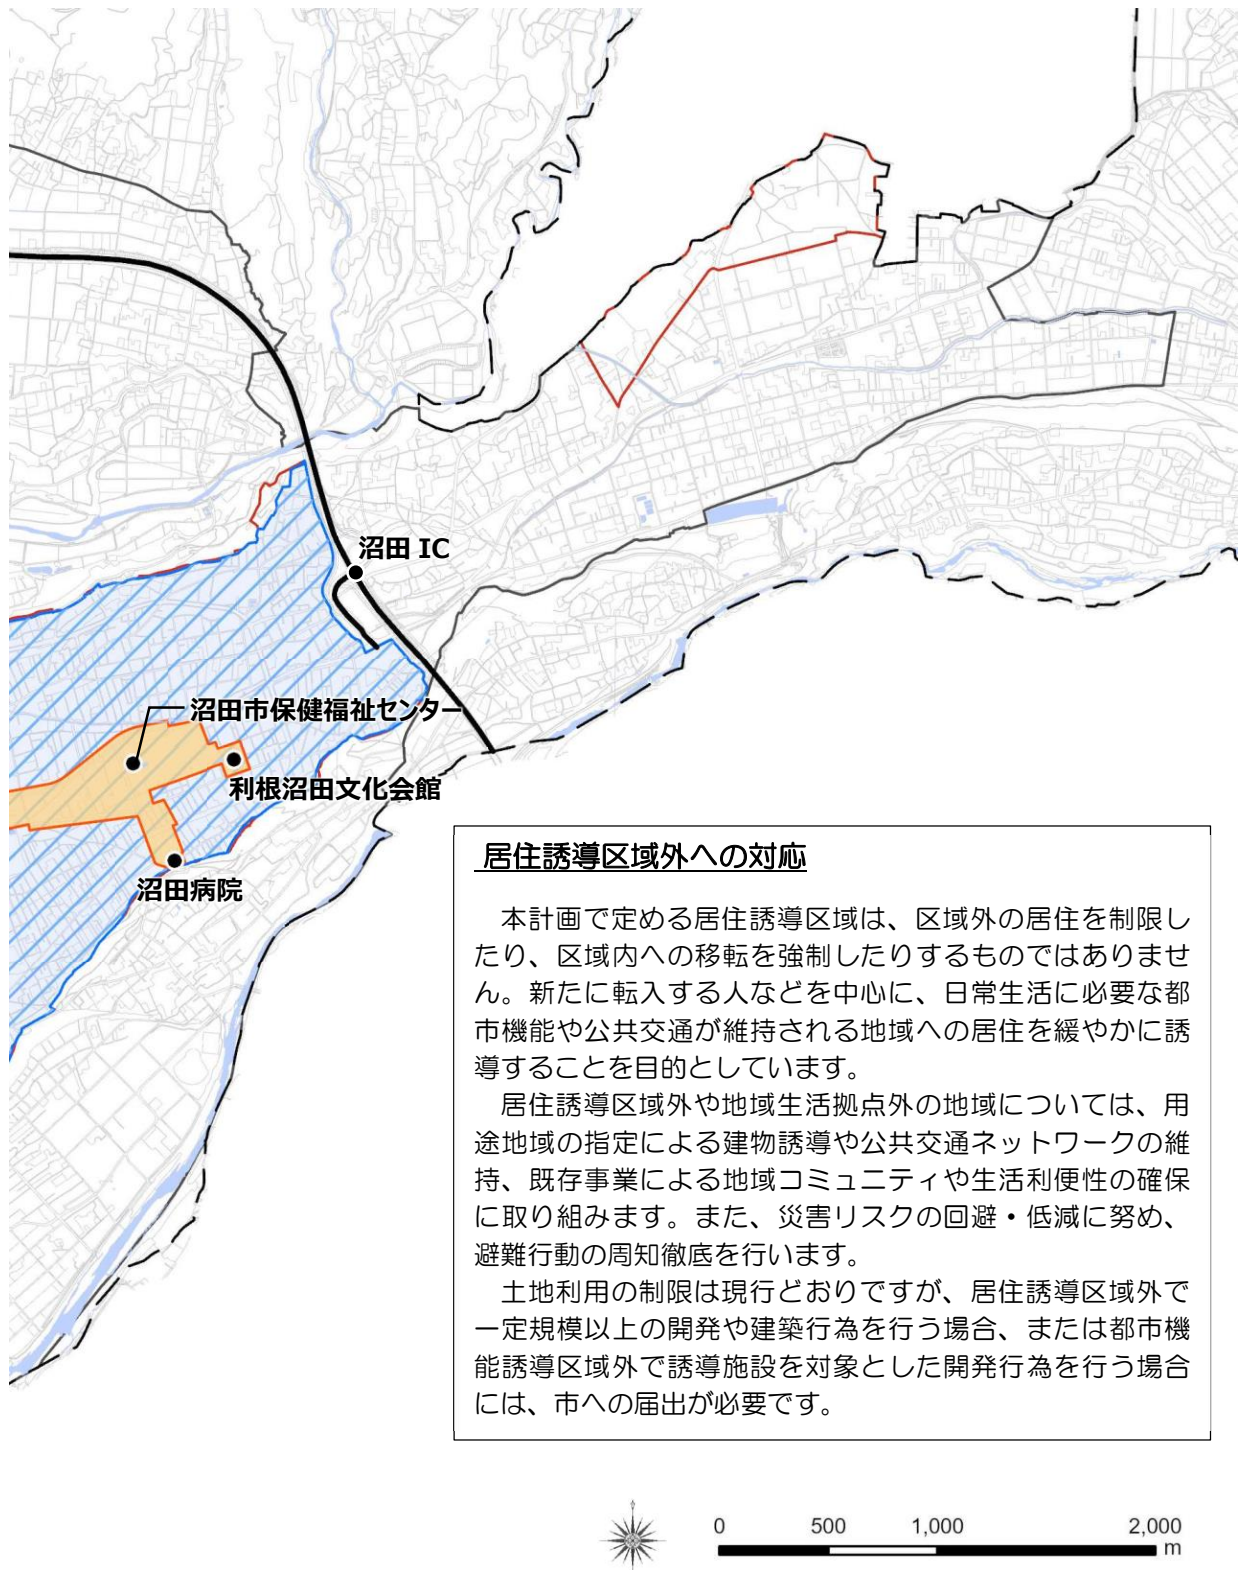 沼田 IC
沼田市保健福祉センター
利根沼田文化会館
沼田病院
居住誘導区域外への対応
本計画で定める居住誘導区域は、区域外の居住を制限し
たり、区域内への移転を強制したりするものではありませ
ん。新たに転入する人などを中心に、日常生活に必要な都
市機能や公共交通が維持される地域への居住を緩やかに誘
導することを目的としています。
居住誘導区域外や地域生活拠点外の地域については、用
途地域の指定による建物誘導や公共交通ネットワークの維
持、既存事業による地域コミュニティや生活利便性の確保
に取り組みます。また、災害リスクの回避・低減に努め、
避難行動の周知徹底を行います。
土地利用の制限は現行どおりですが、居住誘導区域外で
一定規模以上の開発や建築行為を行う場合、または都市機
能誘導区域外で誘導施設を対象とした開発行為を行う場合
には、市への届出が必要です。
0 500 1,000 2,000
m